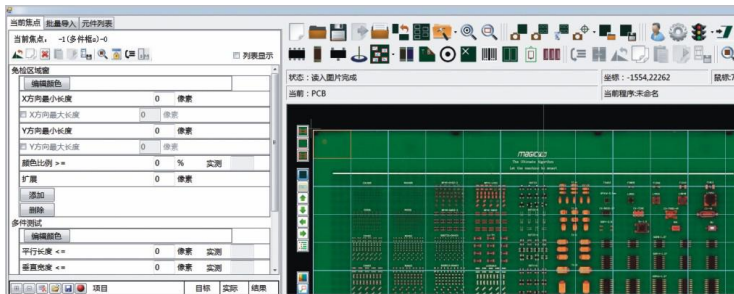 当前焦点 批量导入 元件列表
当前焦点： -1(多件框a)-0
列表显示
免检区域窗
编辑颜色
X方向最小长度 0 像素
X方向最大长度 0 像素
Y方向最小长度 0 像素
Y方向最大长度 0 像素
颜色比例 >= 0 % 实测
扩展 0 像素
添加
删除
多件测试
编辑颜色
平行长度 <= 0 像素 实测
垂直宽度 <= 0 像素 实测
项目 目标 实际 结果
状态：读入图片完成 坐标：-1554,22262 鼠标:7
当前：PCB 当前程序:未命名